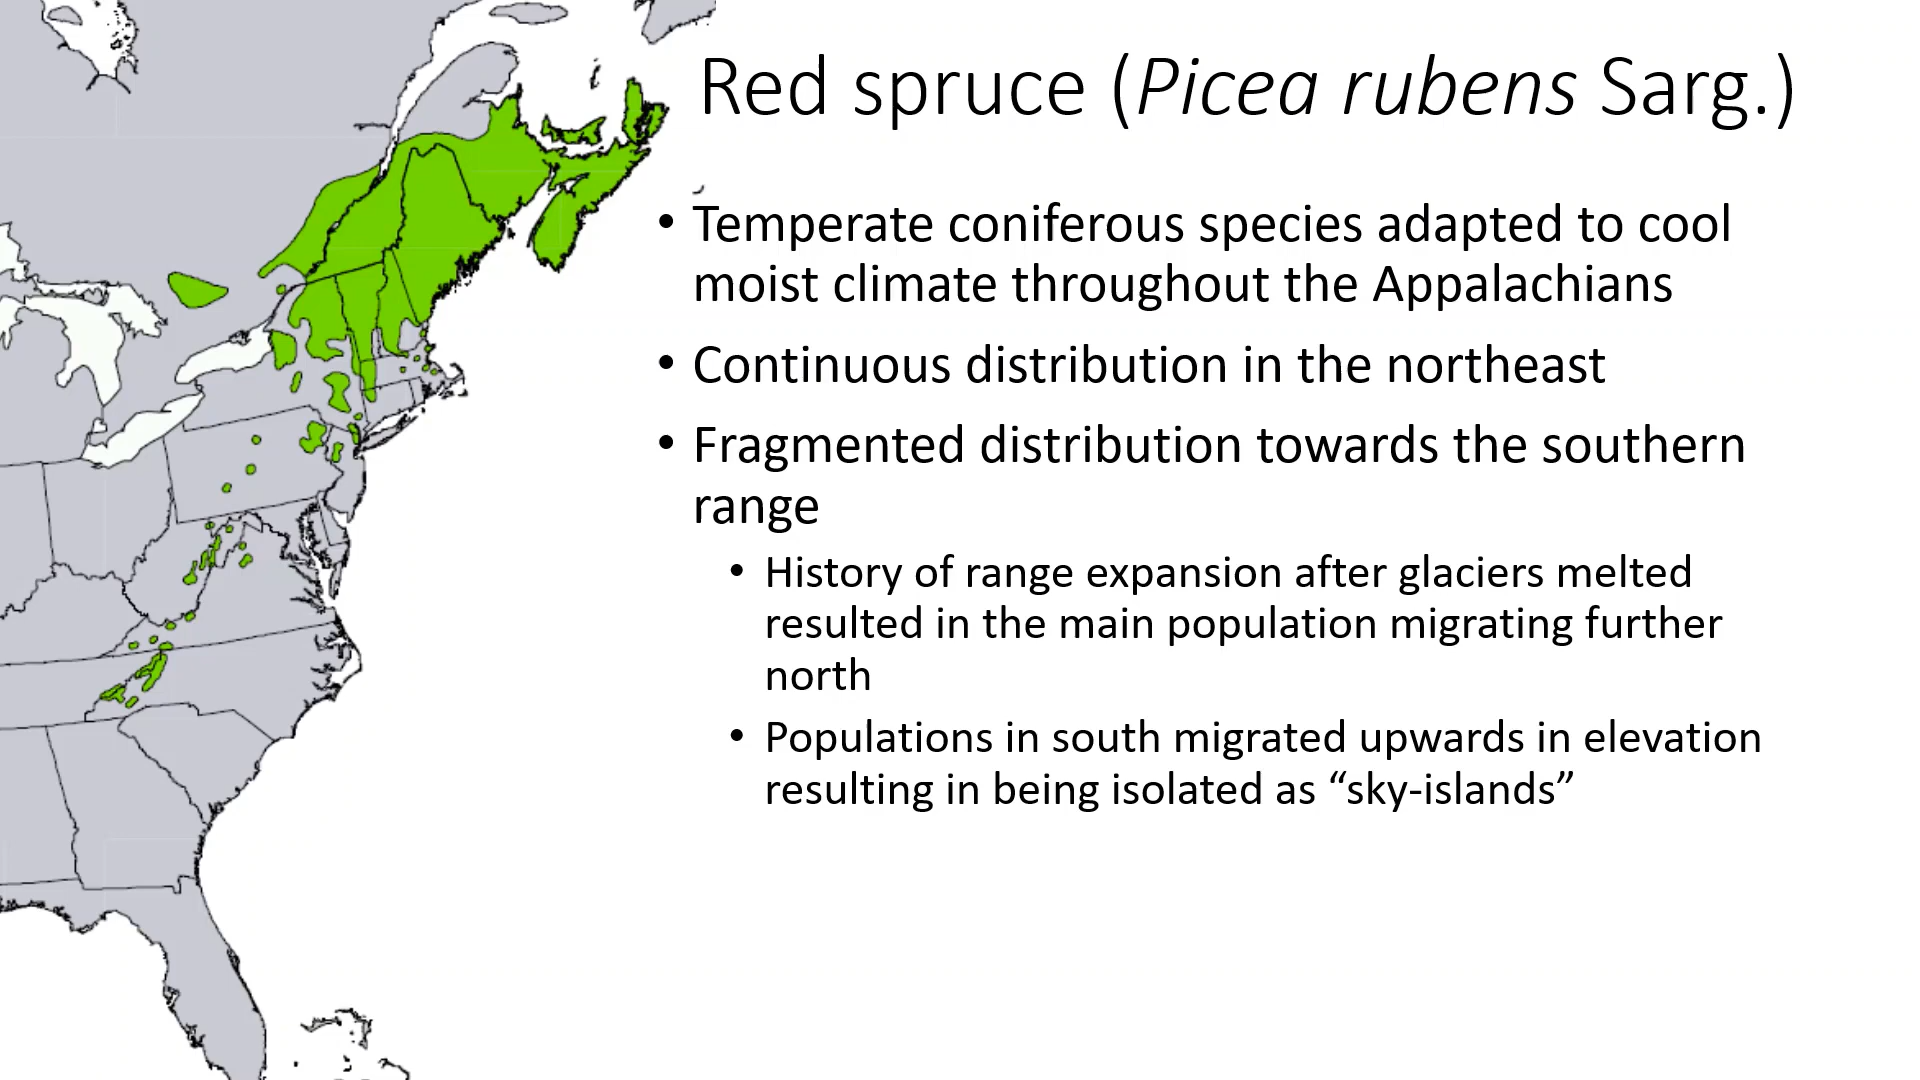 Red spruce (Picea rubens Sarg.)
• Temperate coniferous species adapted to cool
moist climate throughout the Appalachians
• Continuous distribution in the northeast
• Fragmented distribution towards the southern
range
• History of range expansion after glaciers melted
resulted in the main population migrating further
north
• Populations in south migrated upwards in elevation
resulting in being isolated as “sky-islands”